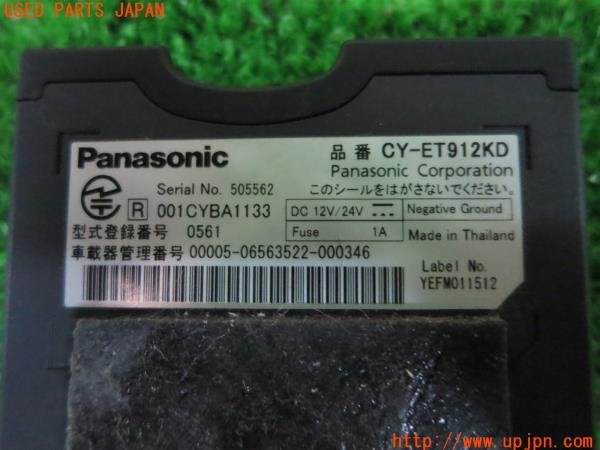 USED PARTS JAPAN
Panasonic 品番 CY-ET912KD
Panasonic Corporation
Serial No. 505562 このシールをはがさないでください。
R 001CYBA1133 DC 12V/24V Negative Ground
型式登録番号 0561 Fuse 1A Made in Thailand
車載器管理番号 00005-06563522-000346
Label No.
YEFM011512
http://www.upjpn.com/